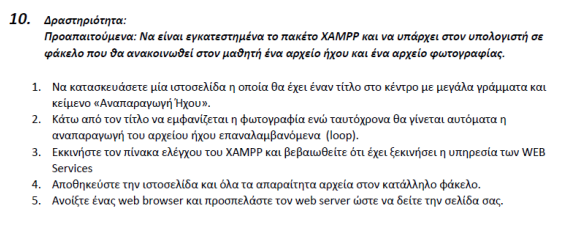 10. Δραστηριότητα:
Προαπαιτούμενα: Να είναι εγκατεστημένα το πακέτο XAMPP και να υπάρχει στον υπολογιστή σε
φάκελο που θα ανακοινωθεί στον μαθητή ένα αρχείο ήχου και ένα αρχείο φωτογραφίας.
1. Να κατασκευάσετε μία ιστοσελίδα η οποία θα έχει έναν τίτλο στο κέντρο με μεγάλα γράμματα και
κείμενο «Αναπαραγωγή Ήχου».
2. Κάτω από τον τίτλο να εμφανίζεται η φωτογραφία ενώ ταυτόχρονα θα γίνεται αυτόματα η
αναπαραγωγή του αρχείου ήχου επαναλαμβανόμενα (loop).
3. Εκκινήστε τον πίνακα ελέγχου του XAMPP και βεβαιωθείτε ότι έχει ξεκινήσει η υπηρεσία των WEB
Services
4. Αποθηκεύστε την ιστοσελίδα και όλα τα απαραίτητα αρχεία στον κατάλληλο φάκελο.
5. Ανοίξτε ένας web browser και προσπελάστε τον web server ώστε να δείτε την σελίδα σας.